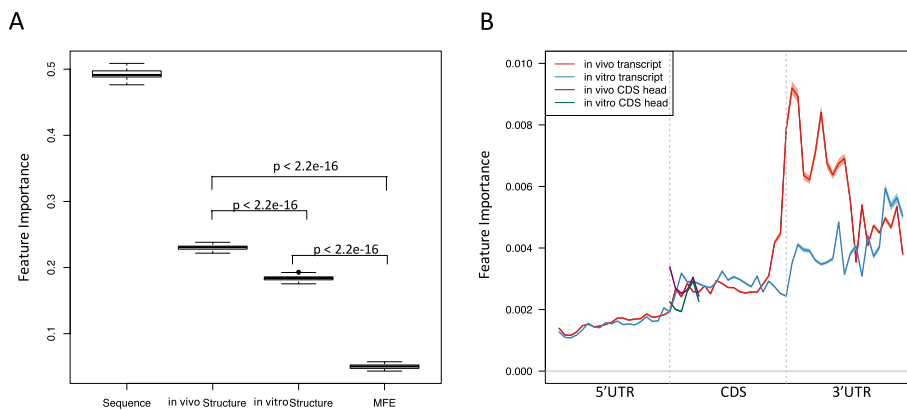 A
Feature Importance
0.5
0.4
0.3
0.2
0.1
p < 2.2e-16
p < 2.2e-16
p < 2.2e-16
Sequence
in vivo Structure
in vitro Structure
MFE
B
Feature Importance
0.010
0.008
0.006
0.004
0.002
0.000
in vivo transcript
in vitro transcript
in vivo CDS head
in vitro CDS head
5’UTR
CDS
3’UTR